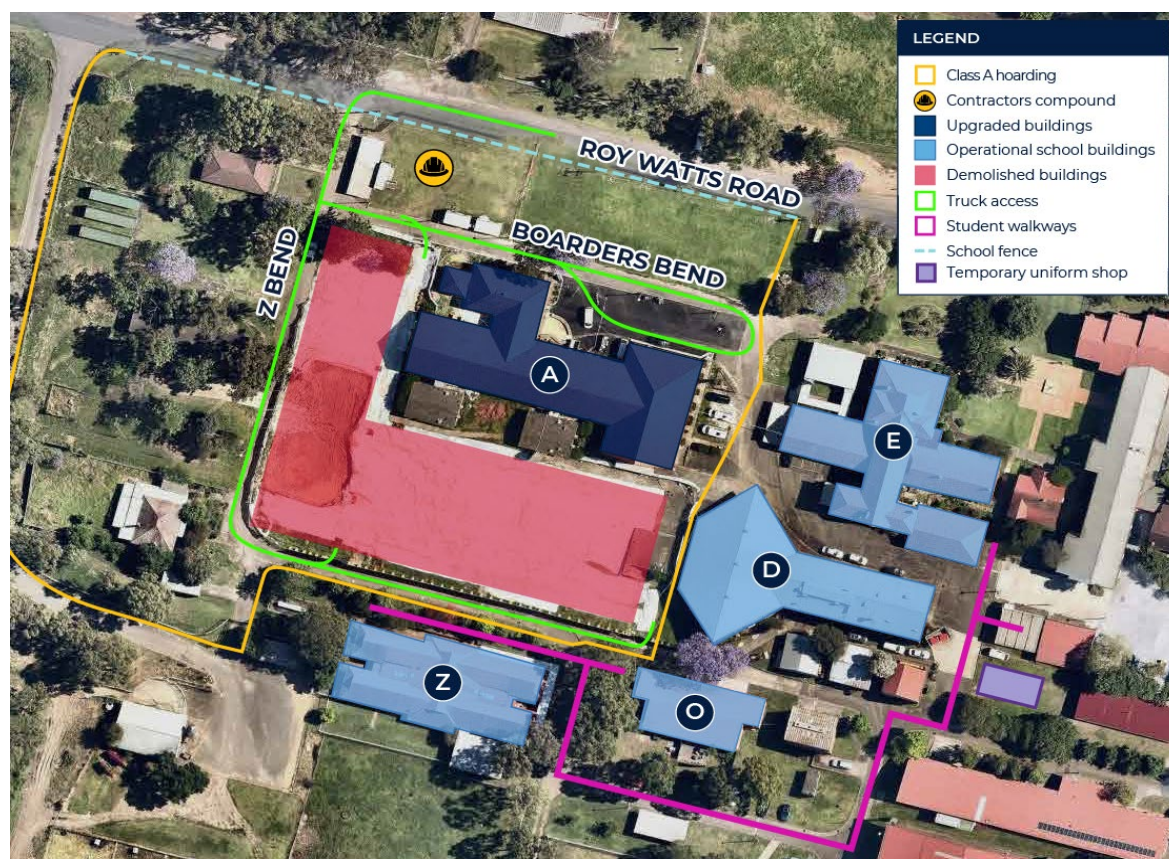 LEGEND
Class A hoarding
Contractors compound
Upgraded buildings
Operational school buildings
Demolished buildings
Truck access
Student walkways
School fence
Temporary uniform shop
ROY WATTS ROAD
BOARDERS BEND
Z BEND
A
E
D
Z
O